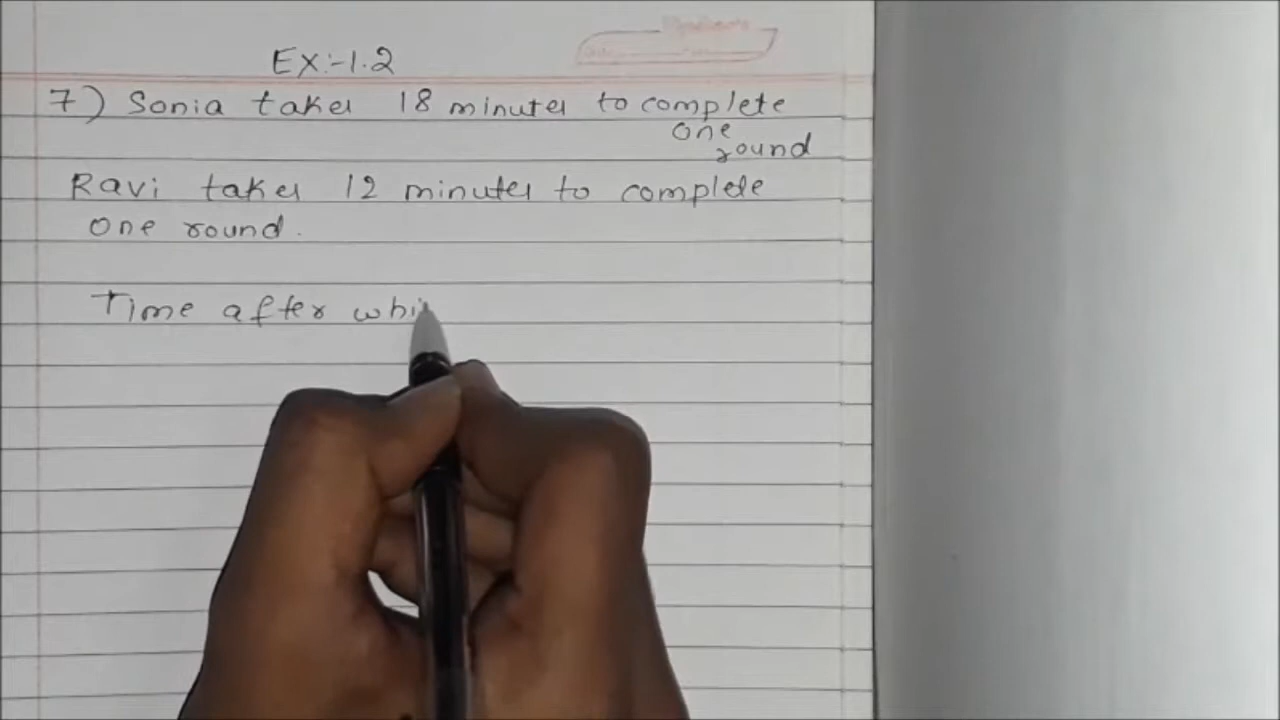 Ex:-1.2
7) Sonia takes 18 minutes to complete
one
round
Ravi takes 12 minutes to complete
one round.
Time after whi